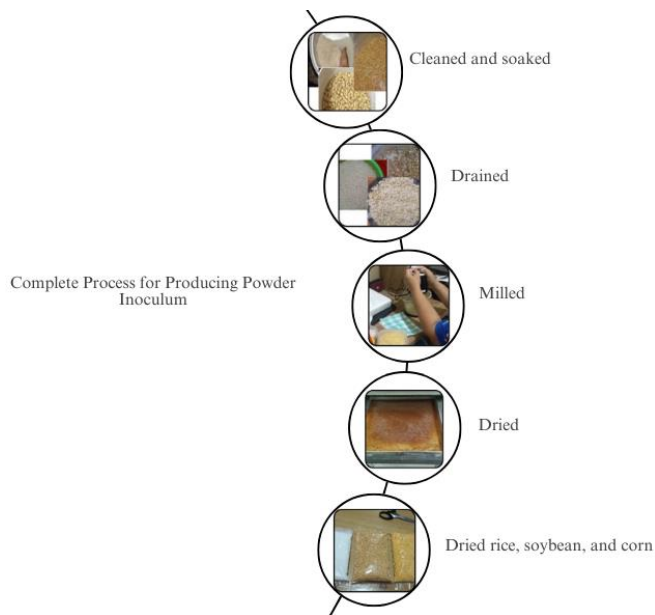 Cleaned and soaked
Drained
Complete Process for Producing Powder
Inoculum
Milled
Dried
Dried rice, soybean, and corn